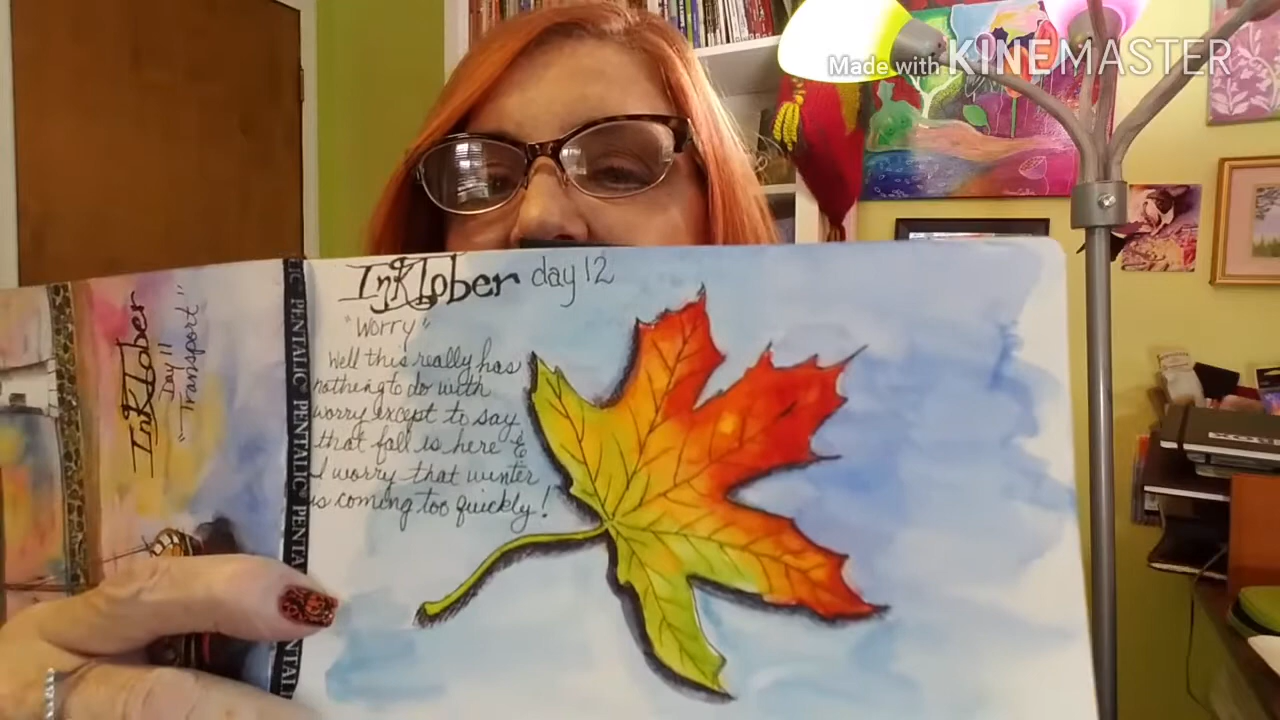 Made with KINEMASTER
InkTober day 12
"Worry"
Well this really has
nothing to do with
worry except to say
that fall is here &
I worry that winter
is coming too quickly!
InkTober
Day 11
"Transport"
PENTALIC PENTALIC PENTA